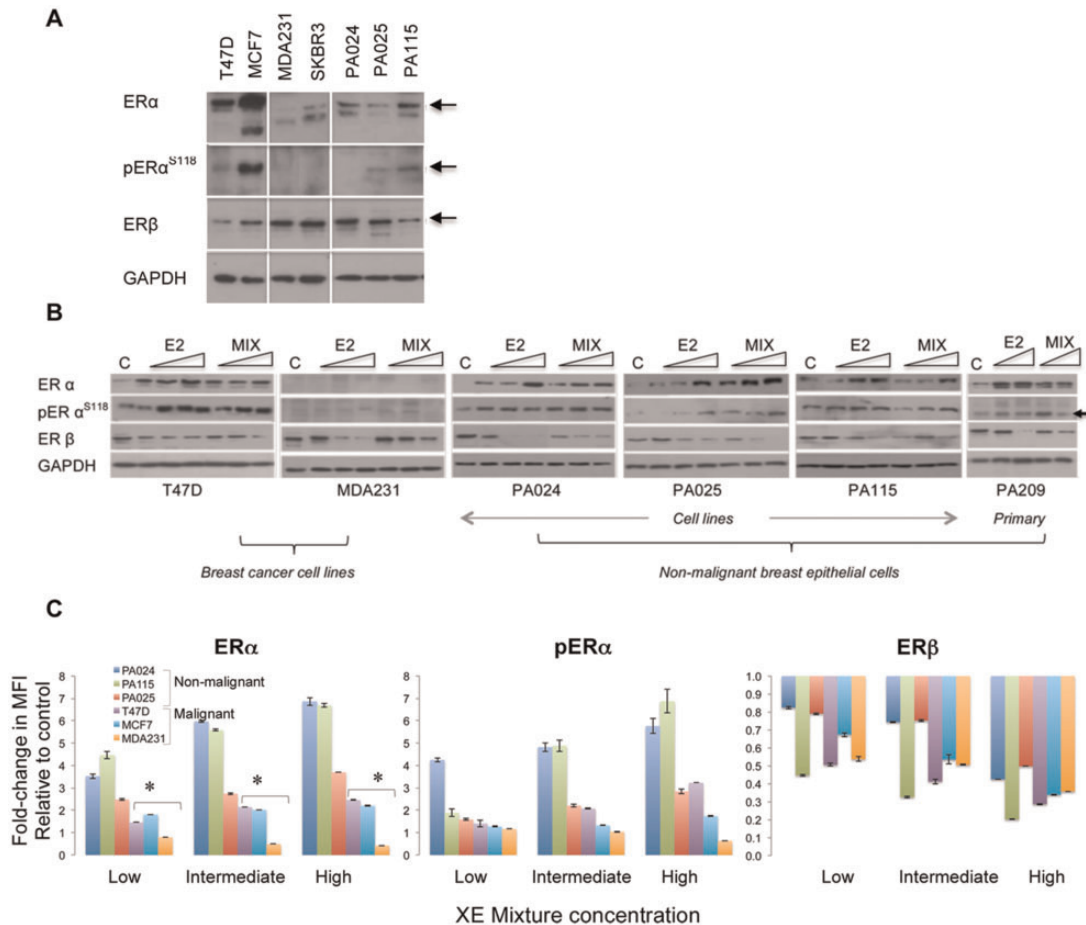 A
T47D MCF7 MDA231 SKBR3 PA024 PA025 PA115
ERα
pERα^S118
ERβ
GAPDH
B
C E2 MIX C E2 MIX C E2 MIX C E2 MIX C E2 MIX C E2 MIX
ER α
pER α^S118
ER β
GAPDH
T47D MDA231 PA024 PA025 PA115 PA209
Cell lines Primary
Breast cancer cell lines Non-malignant breast epithelial cells
C
ERα pERα ERβ
Fold-change in MFI
Relative to control
8 7 6 5 4 3 2 1 0
PA024
PA115
PA025
Non-malignant
T47D
MCF7
MDA231
Malignant
* * *
Low Intermediate High
8 7 6 5 4 3 2 1 0
Low Intermediate High
1.0 0.9 0.8 0.7 0.6 0.5 0.4 0.3 0.2 0.1 0.0
Low Intermediate High
XE Mixture concentration